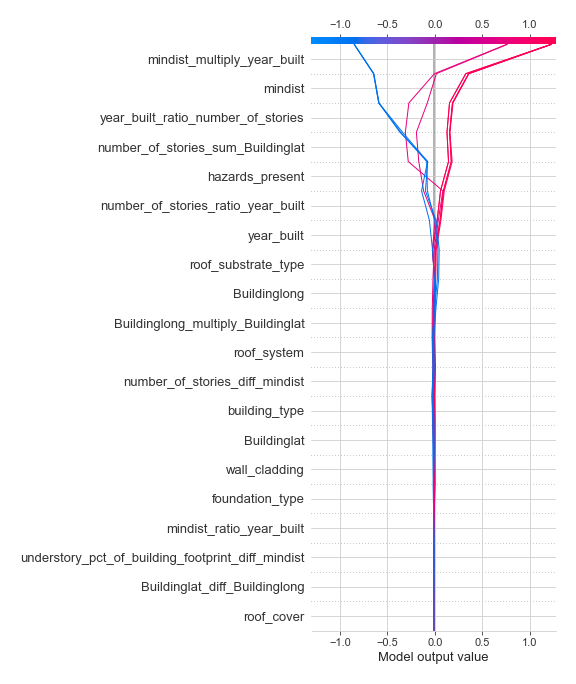 −1.0 −0.5 0.0 0.5 1.0
mindist_multiply_year_built
mindist
year_built_ratio_number_of_stories
number_of_stories_sum_Buildinglat
hazards_present
number_of_stories_ratio_year_built
year_built
roof_substrate_type
Buildinglong
Buildinglong_multiply_Buildinglat
roof_system
number_of_stories_diff_mindist
building_type
Buildinglat
wall_cladding
foundation_type
mindist_ratio_year_built
understory_pct_of_building_footprint_diff_mindist
Buildinglat_diff_Buildinglong
roof_cover
−1.0 −0.5 0.0 0.5 1.0
Model output value